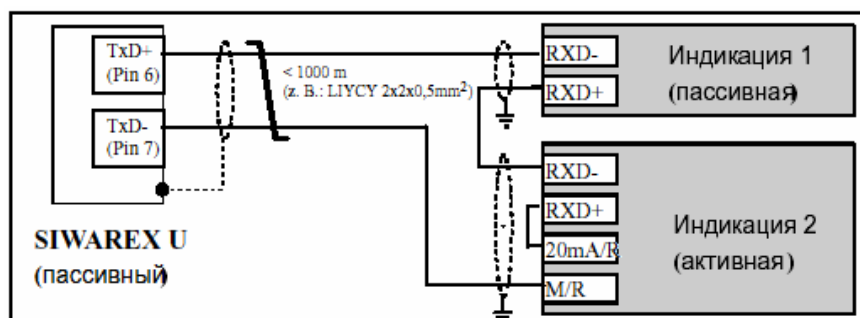 TxD+
(Pin 6)
TxD-
(Pin 7)
SIWAREX U
(пассивный)
< 1000 m
(z. B.: LIYCY 2x2x0,5mm²)
RXD-
RXD+
Индикация 1
(пассивная)
RXD-
RXD+
20mA/R
M/R
Индикация 2
(активная)